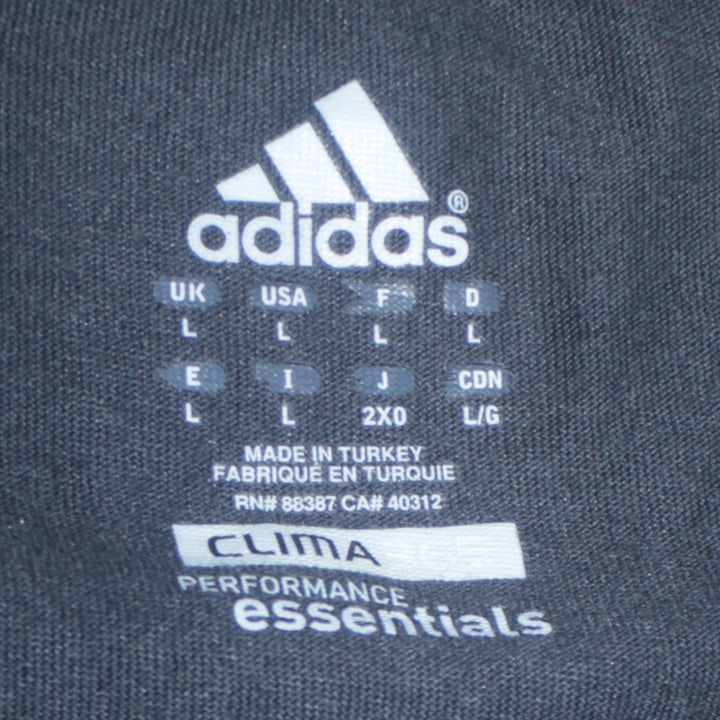 adidas®
UK USA F D
L L L L
E I J CDN
L L 2XO L/G
MADE IN TURKEY
FABRIQUÉ EN TURQUIE
RN# 88387 CA# 40312
CLIMA
PERFORMANCE
essentials